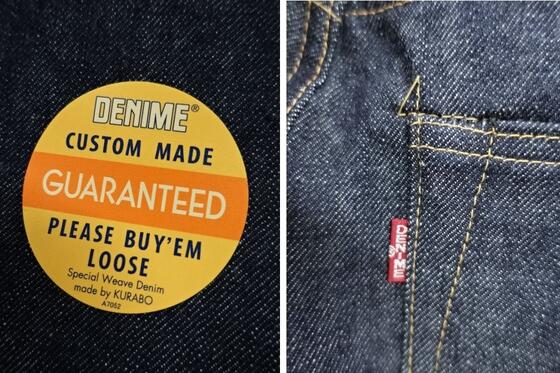 DENIME®
CUSTOM MADE
GUARANTEED
PLEASE BUY'EM
LOOSE
Special Weave Denim
made by KURABO
A7052
DENIME®